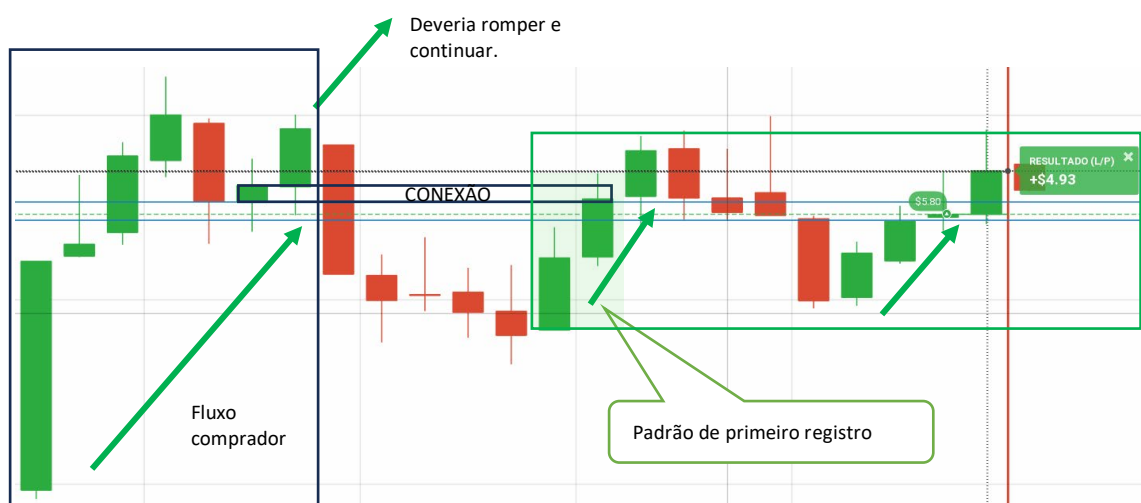 Deveria romper e
continuar.
RESULTADO (L/P) ×
+$4.93
CONEXÃO
$5.80
Fluxo
comprador
Padrão de primeiro registro